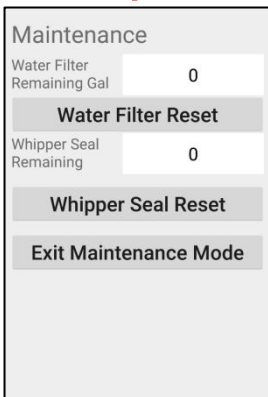 Maintenance
Water Filter
Remaining Gal
0
Water Filter Reset
Whipper Seal
Remaining
0
Whipper Seal Reset
Exit Maintenance Mode